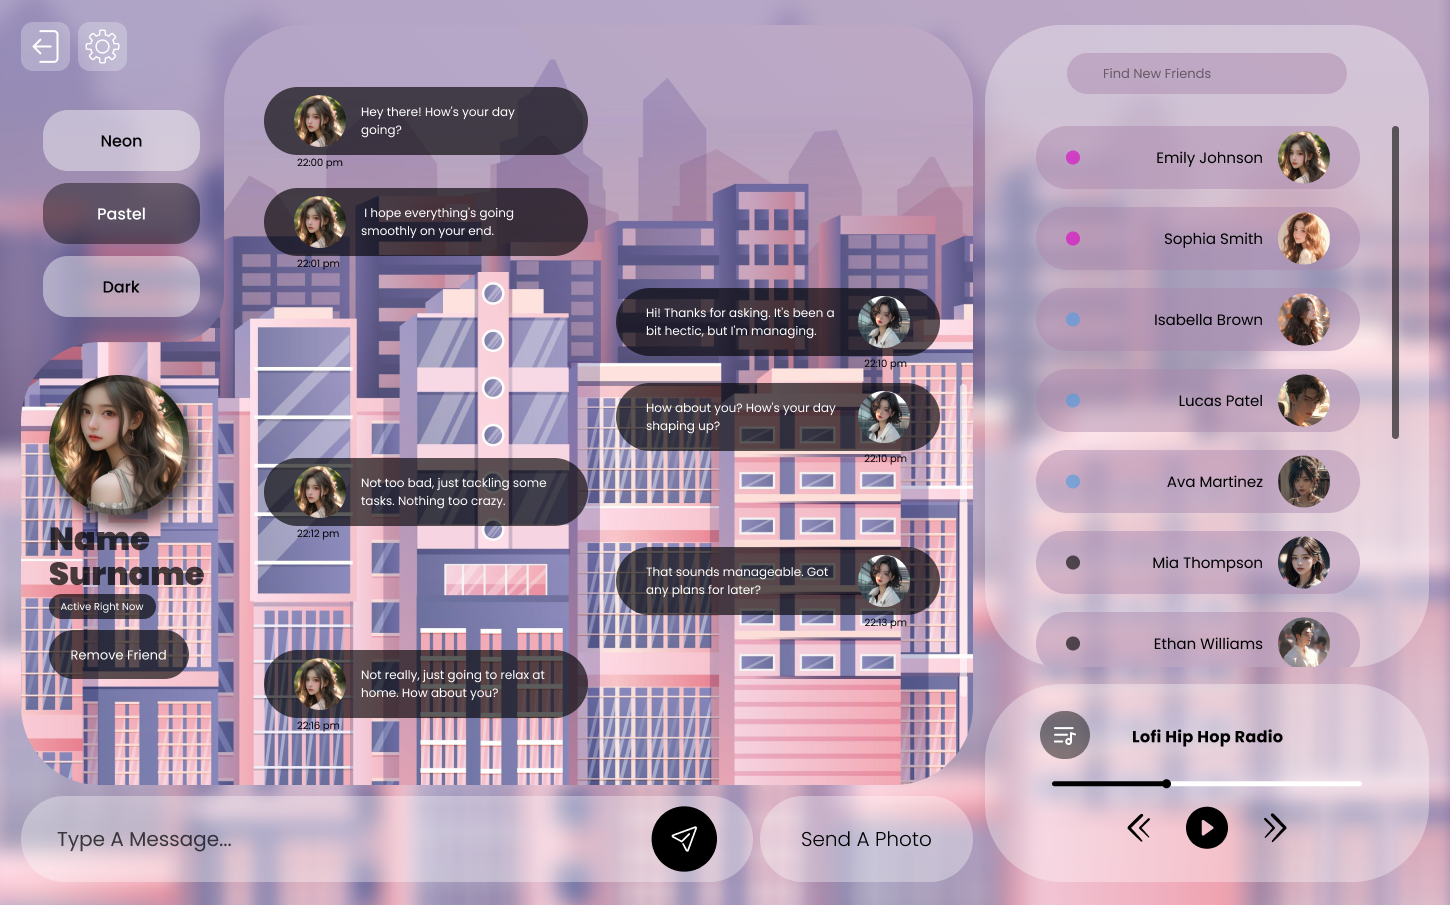 Neon
Pastel
Dark
Name
Surname
Active Right Now
Remove Friend
Hey there! How's your day
going?
22:00 pm
I hope everything's going
smoothly on your end.
22:01 pm
Hi! Thanks for asking. It's been a
bit hectic, but I'm managing.
22:10 pm
How about you? How's your day
shaping up?
22:10 pm
Not too bad, just tackling some
tasks. Nothing too crazy.
22:12 pm
That sounds manageable. Got
any plans for later?
22:13 pm
Not really, just going to relax at
home. How about you?
22:16 pm
Type A Message...
Send A Photo
Find New Friends
Emily Johnson
Sophia Smith
Isabella Brown
Lucas Patel
Ava Martinez
Mia Thompson
Ethan Williams
Lofi Hip Hop Radio